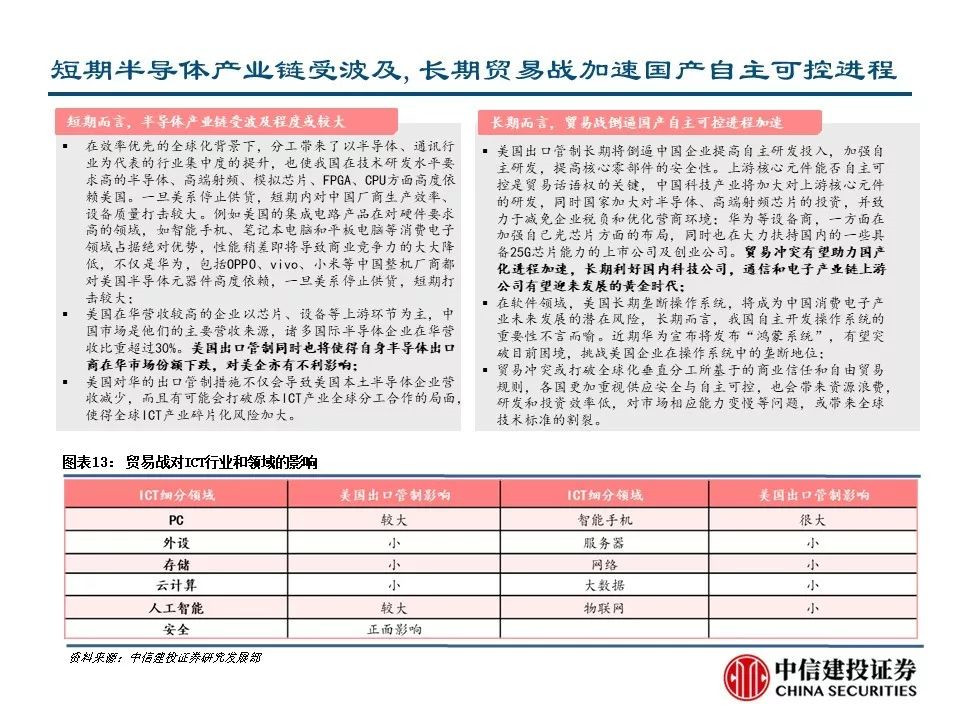 短期半导体产业链受波及,长期贸易战加速国产自主可控进程
短期而言，半导体产业链受波及程度或较大
▪ 在效率优先的全球化背景下，分工带来了以半导体、通讯行
业为代表的行业集中度的提升，也使我国在技术研发水平要
求高的半导体、高端射频、模拟芯片、FPGA、CPU方面高度依
赖美国。一旦美系停止供货，短期内对中国厂商生产效率、
设备质量打击较大。例如美国的集成电路产品在对硬件要求
高的领域，如智能手机、笔记本电脑和平板电脑等消费电子
领域占据绝对优势，性能稍差即将导致商业竞争力的大大降
低，不仅是华为，包括OPPO、vivo、小米等中国整机厂商都
对美国半导体元器件高度依赖，一旦美系停止供货，短期打
击较大；
▪ 美国在华营收较高的企业以芯片、设备等上游环节为主，中
国市场是他们的主要营收来源，诸多国际半导体企业在华营
收比重超过30%。美国出口管制同时也将使得自身半导体出口
商在华市场份额下跌，对美企亦有不利影响；
▪ 美国对华的出口管制措施不仅会导致美国本土半导体企业营
收减少，而且有可能会打破原本ICT产业全球分工合作的局面，
使得全球ICT产业碎片化风险加大。
长期而言，贸易战倒逼国产自主可控进程加速
▪ 美国出口管制长期将倒逼中国企业提高自主研发投入，加强自
主研发，提高核心零部件的安全性。上游核心元件能否自主可
控是贸易话语权的关键，中国科技产业将加大对上游核心元件
的研发，同时国家加大对半导体、高端射频芯片的投资，并致
力于减免企业税负和优化营商环境；华为等设备商，一方面在
加强自己光芯片方面的布局，同时也在大力扶持国内的一些具
备25G芯片能力的上市公司及创业公司。贸易冲突有望助力国产
化进程加速，长期利好国内科技公司，通信和电子产业链上游
公司有望迎来发展的黄金时代；
▪ 在软件领域，美国长期垄断操作系统，将成为中国消费电子产
业未来发展的潜在风险，长期而言，我国自主开发操作系统的
重要性不言而喻。近期华为宣布将发布“鸿蒙系统”，有望突
破目前困境，挑战美国企业在操作系统中的垄断地位；
▪ 贸易冲突或打破全球化垂直分工所基于的商业信任和自由贸易
规则，各国更加重视供应安全与自主可控，也会带来资源浪费，
研发和投资效率低，对市场相应能力变慢等问题，或带来全球
技术标准的割裂。
图表13： 贸易战对ICT行业和领域的影响
ICT细分领域 美国出口管制影响 ICT细分领域 美国出口管制影响
PC 较大 智能手机 很大
外设 小 服务器 小
存储 小 网络 小
云计算 小 大数据 小
人工智能 较大 物联网 小
安全 正面影响
资料来源：中信建投证券研究发展部
中信建投证券
CHINA SECURITIES